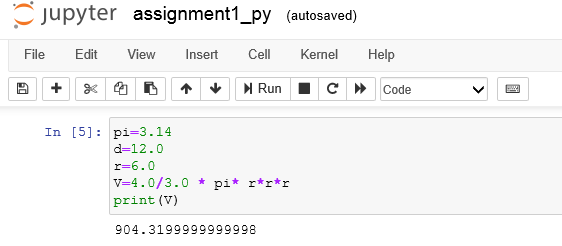 jupyter assignment1_py (autosaved)
File Edit View Insert Cell Kernel Help
Run Code
In [5]: pi=3.14
d=12.0
r=6.0
V=4.0/3.0 * pi* r*r*r
print(V)
904.3199999999998